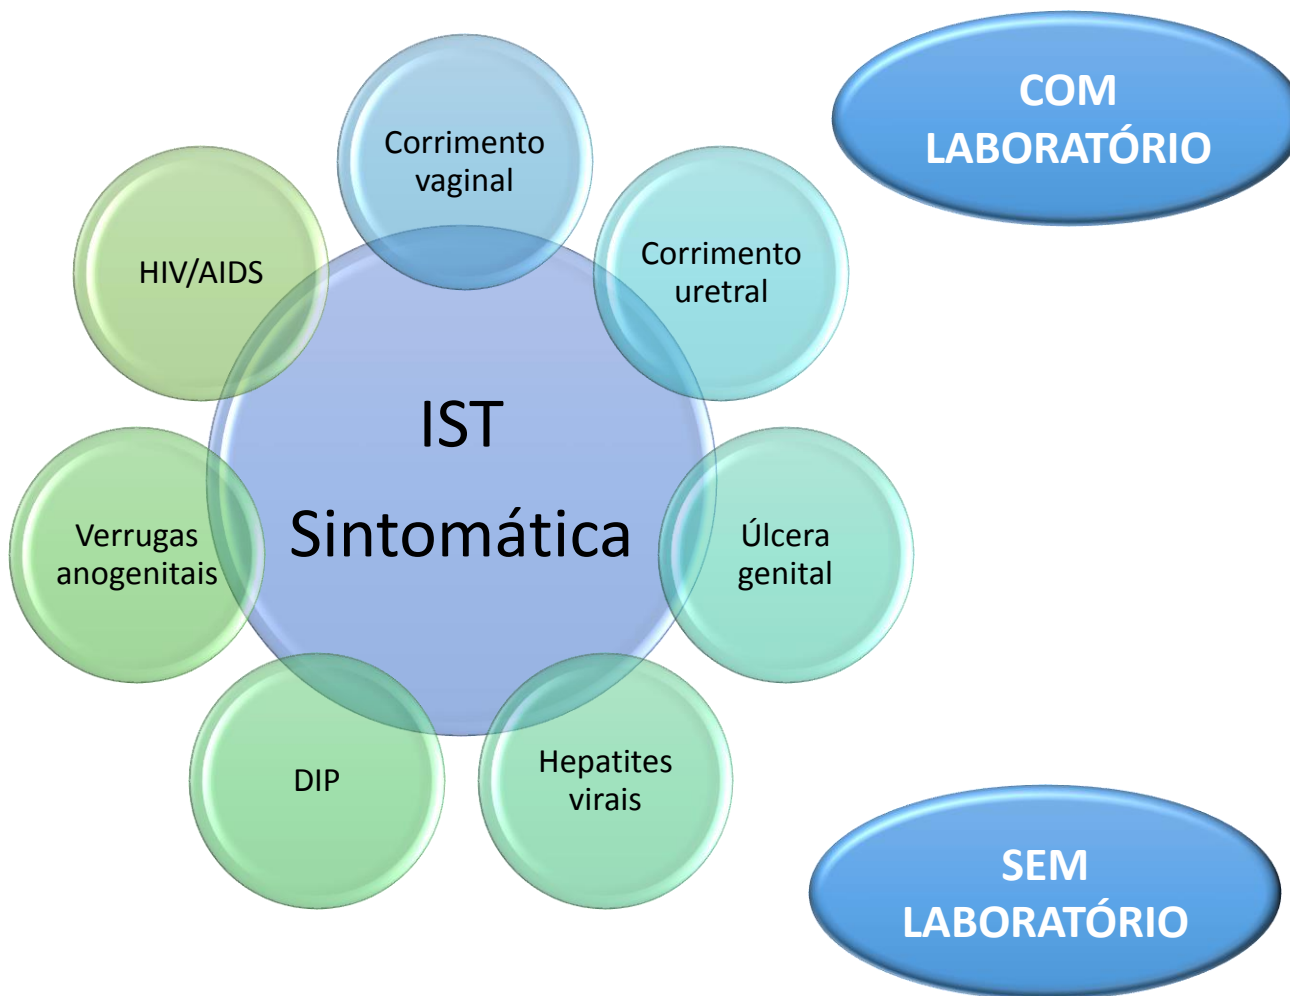 Corrimento
vaginal
COM
LABORATÓRIO
HIV/AIDS
Corrimento
uretral
IST
Sintomática
Verrugas
anogenitais
Úlcera
genital
DIP
Hepatites
virais
SEM
LABORATÓRIO